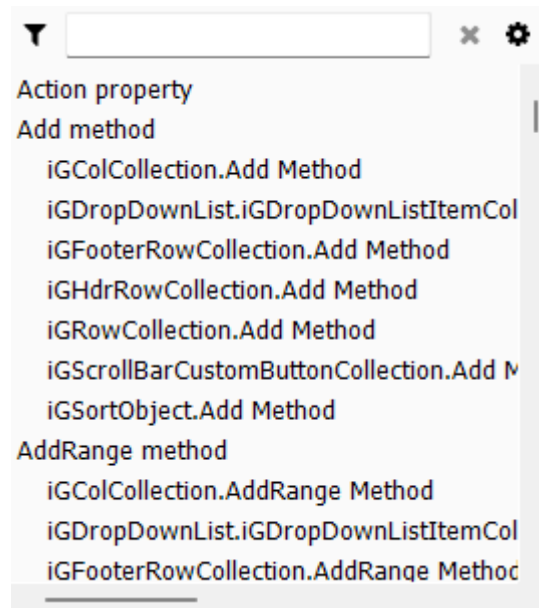 Action property
Add method
iGColCollection.Add Method
iGDropDownList.iGDropDownListItemCol
iGFooterRowCollection.Add Method
iGHdrRowCollection.Add Method
iGRowCollection.Add Method
iGScrollBarCustomButtonCollection.Add
iGSortObject.Add Method
AddRange method
iGColCollection.AddRange Method
iGDropDownList.iGDropDownListItemCol
iGFooterRowCollection.AddRange Method